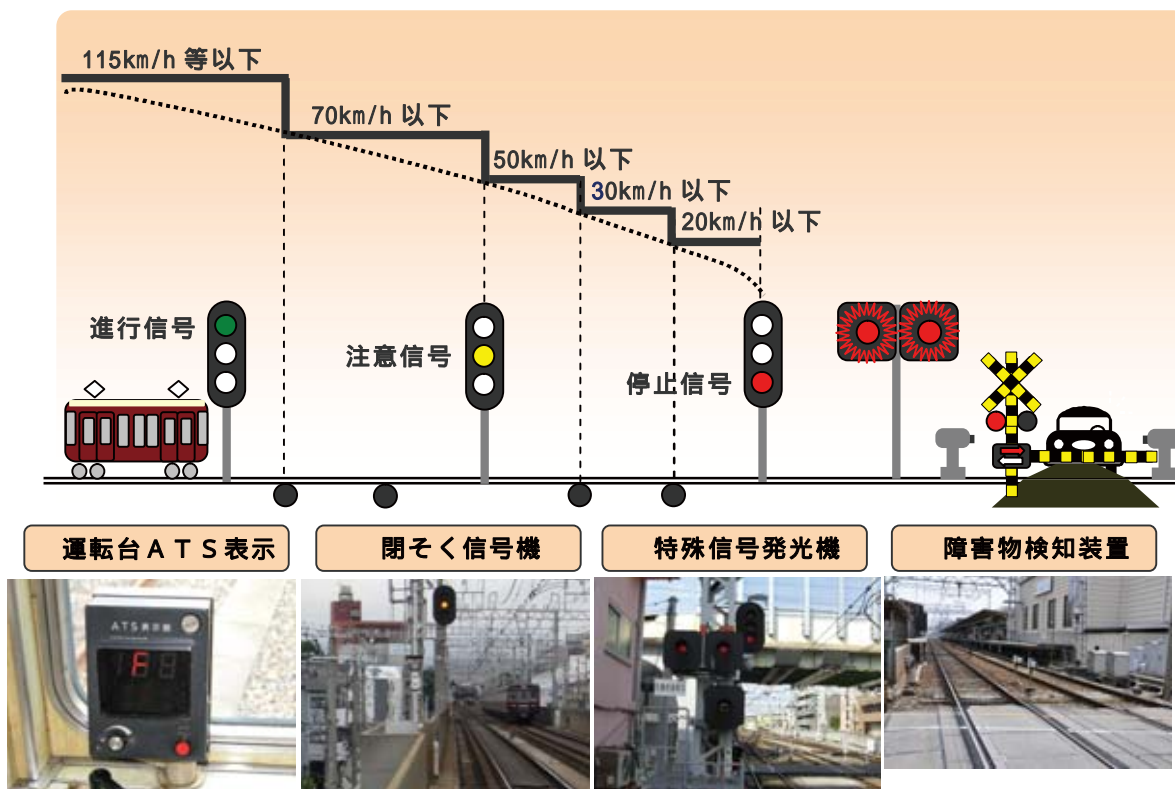 115km/h 等以下
70km/h 以下
50km/h 以下
30km/h 以下
20km/h 以下
進行信号
注意信号
停止信号
運転台ATS表示
閉そく信号機
特殊信号発光機
障害物検知装置
ATS表示器
F